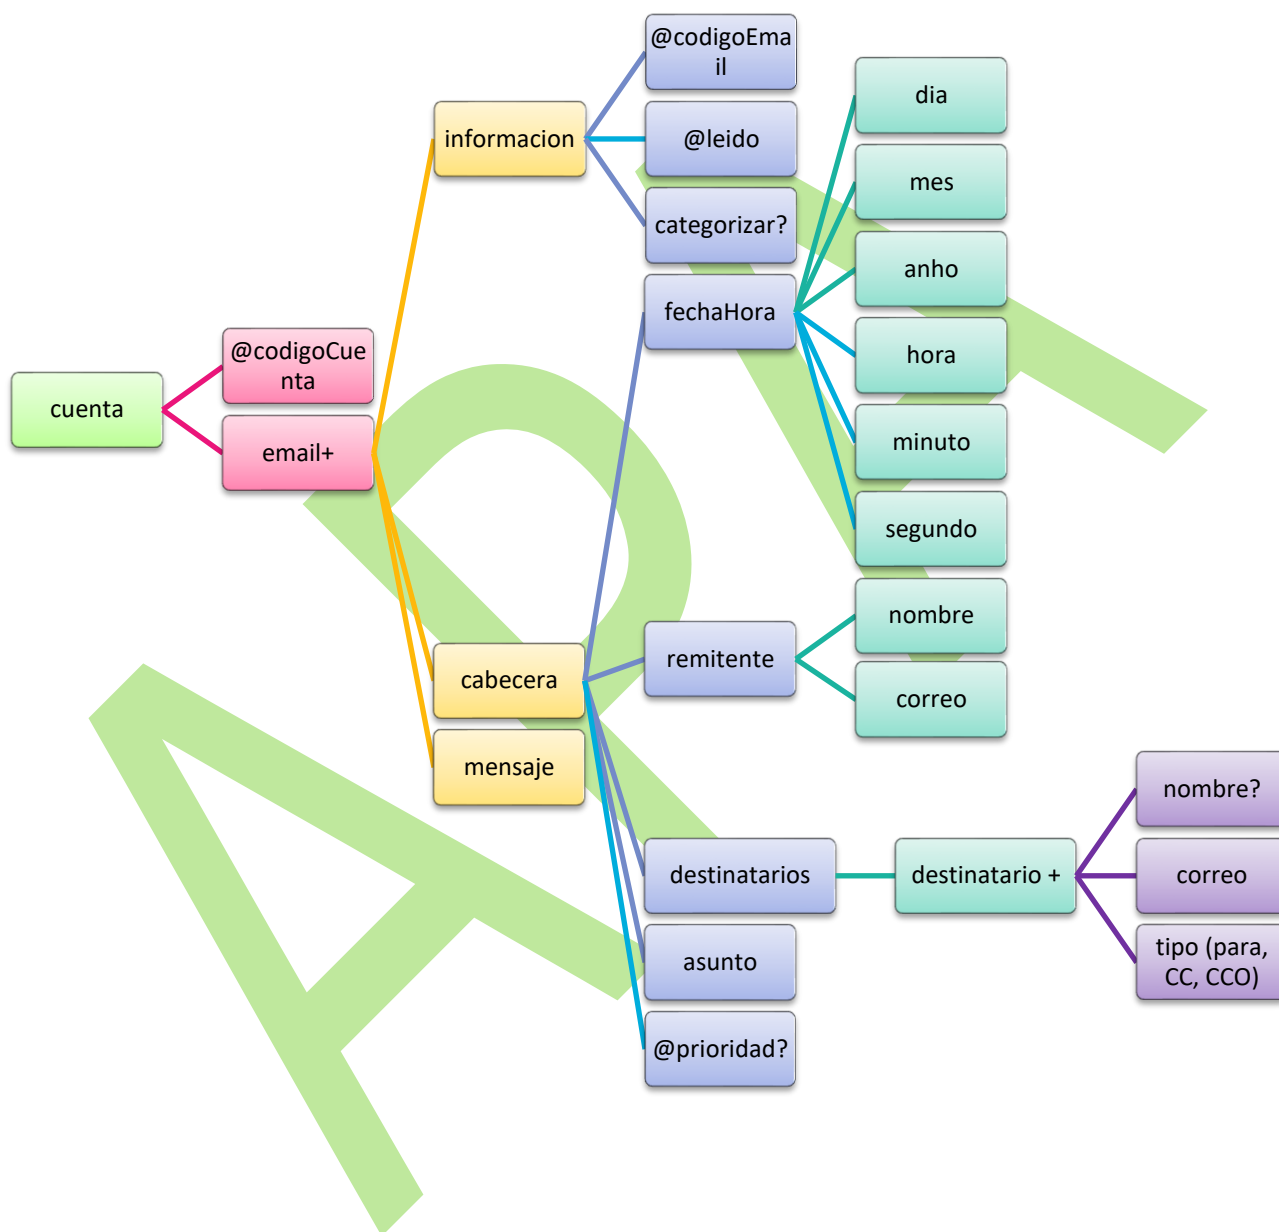 cuenta
@codigoCue
nta
email+
informacion
@codigoEma
il
@leido
categorizar?
cabecera
fechaHora
dia
mes
anho
hora
minuto
segundo
remitente
nombre
correo
destinatarios
destinatario +
nombre?
correo
tipo (para,
CC, CCO)
asunto
@prioridad?
mensaje